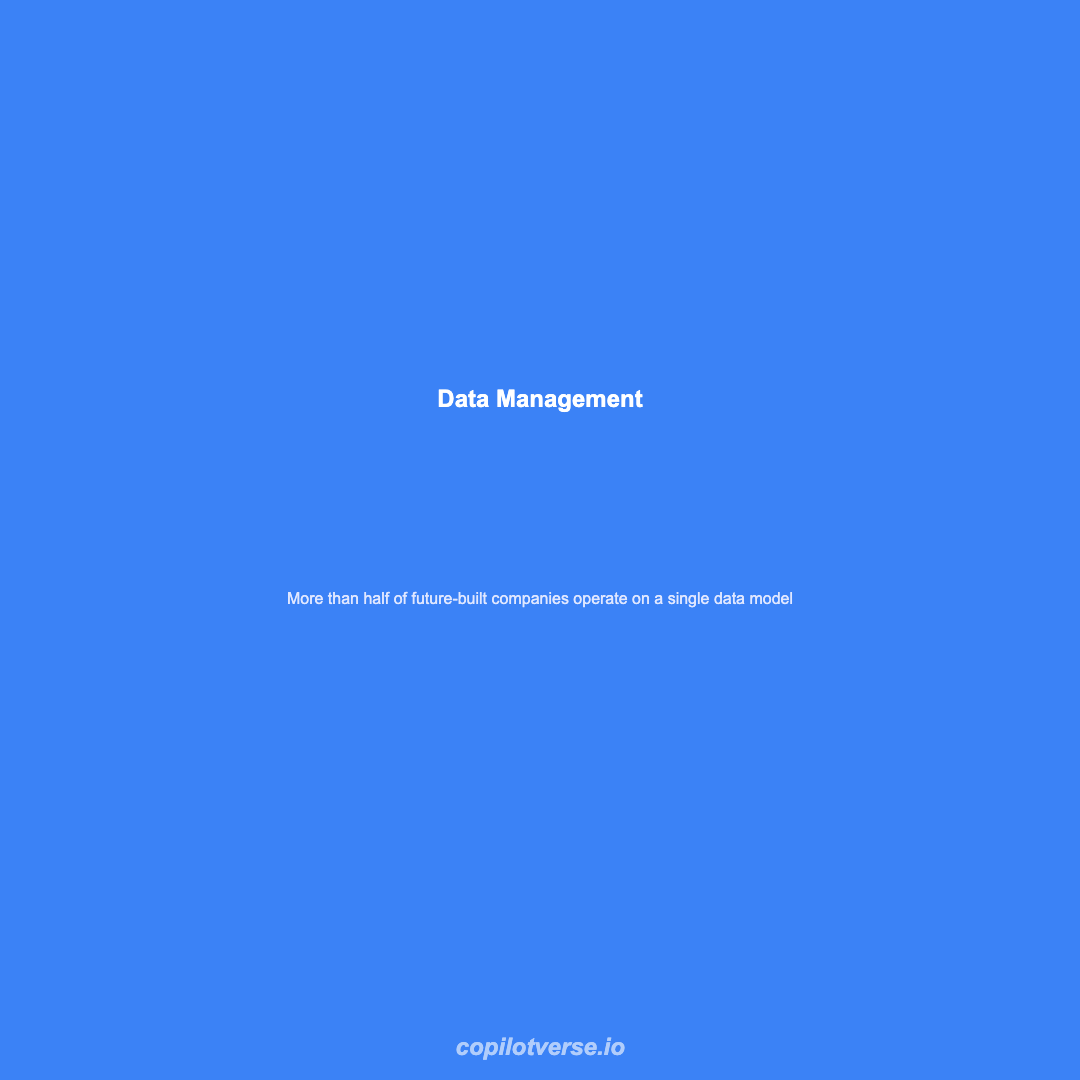 Data Management
More than half of future-built companies operate on a single data model
copilotverse.io